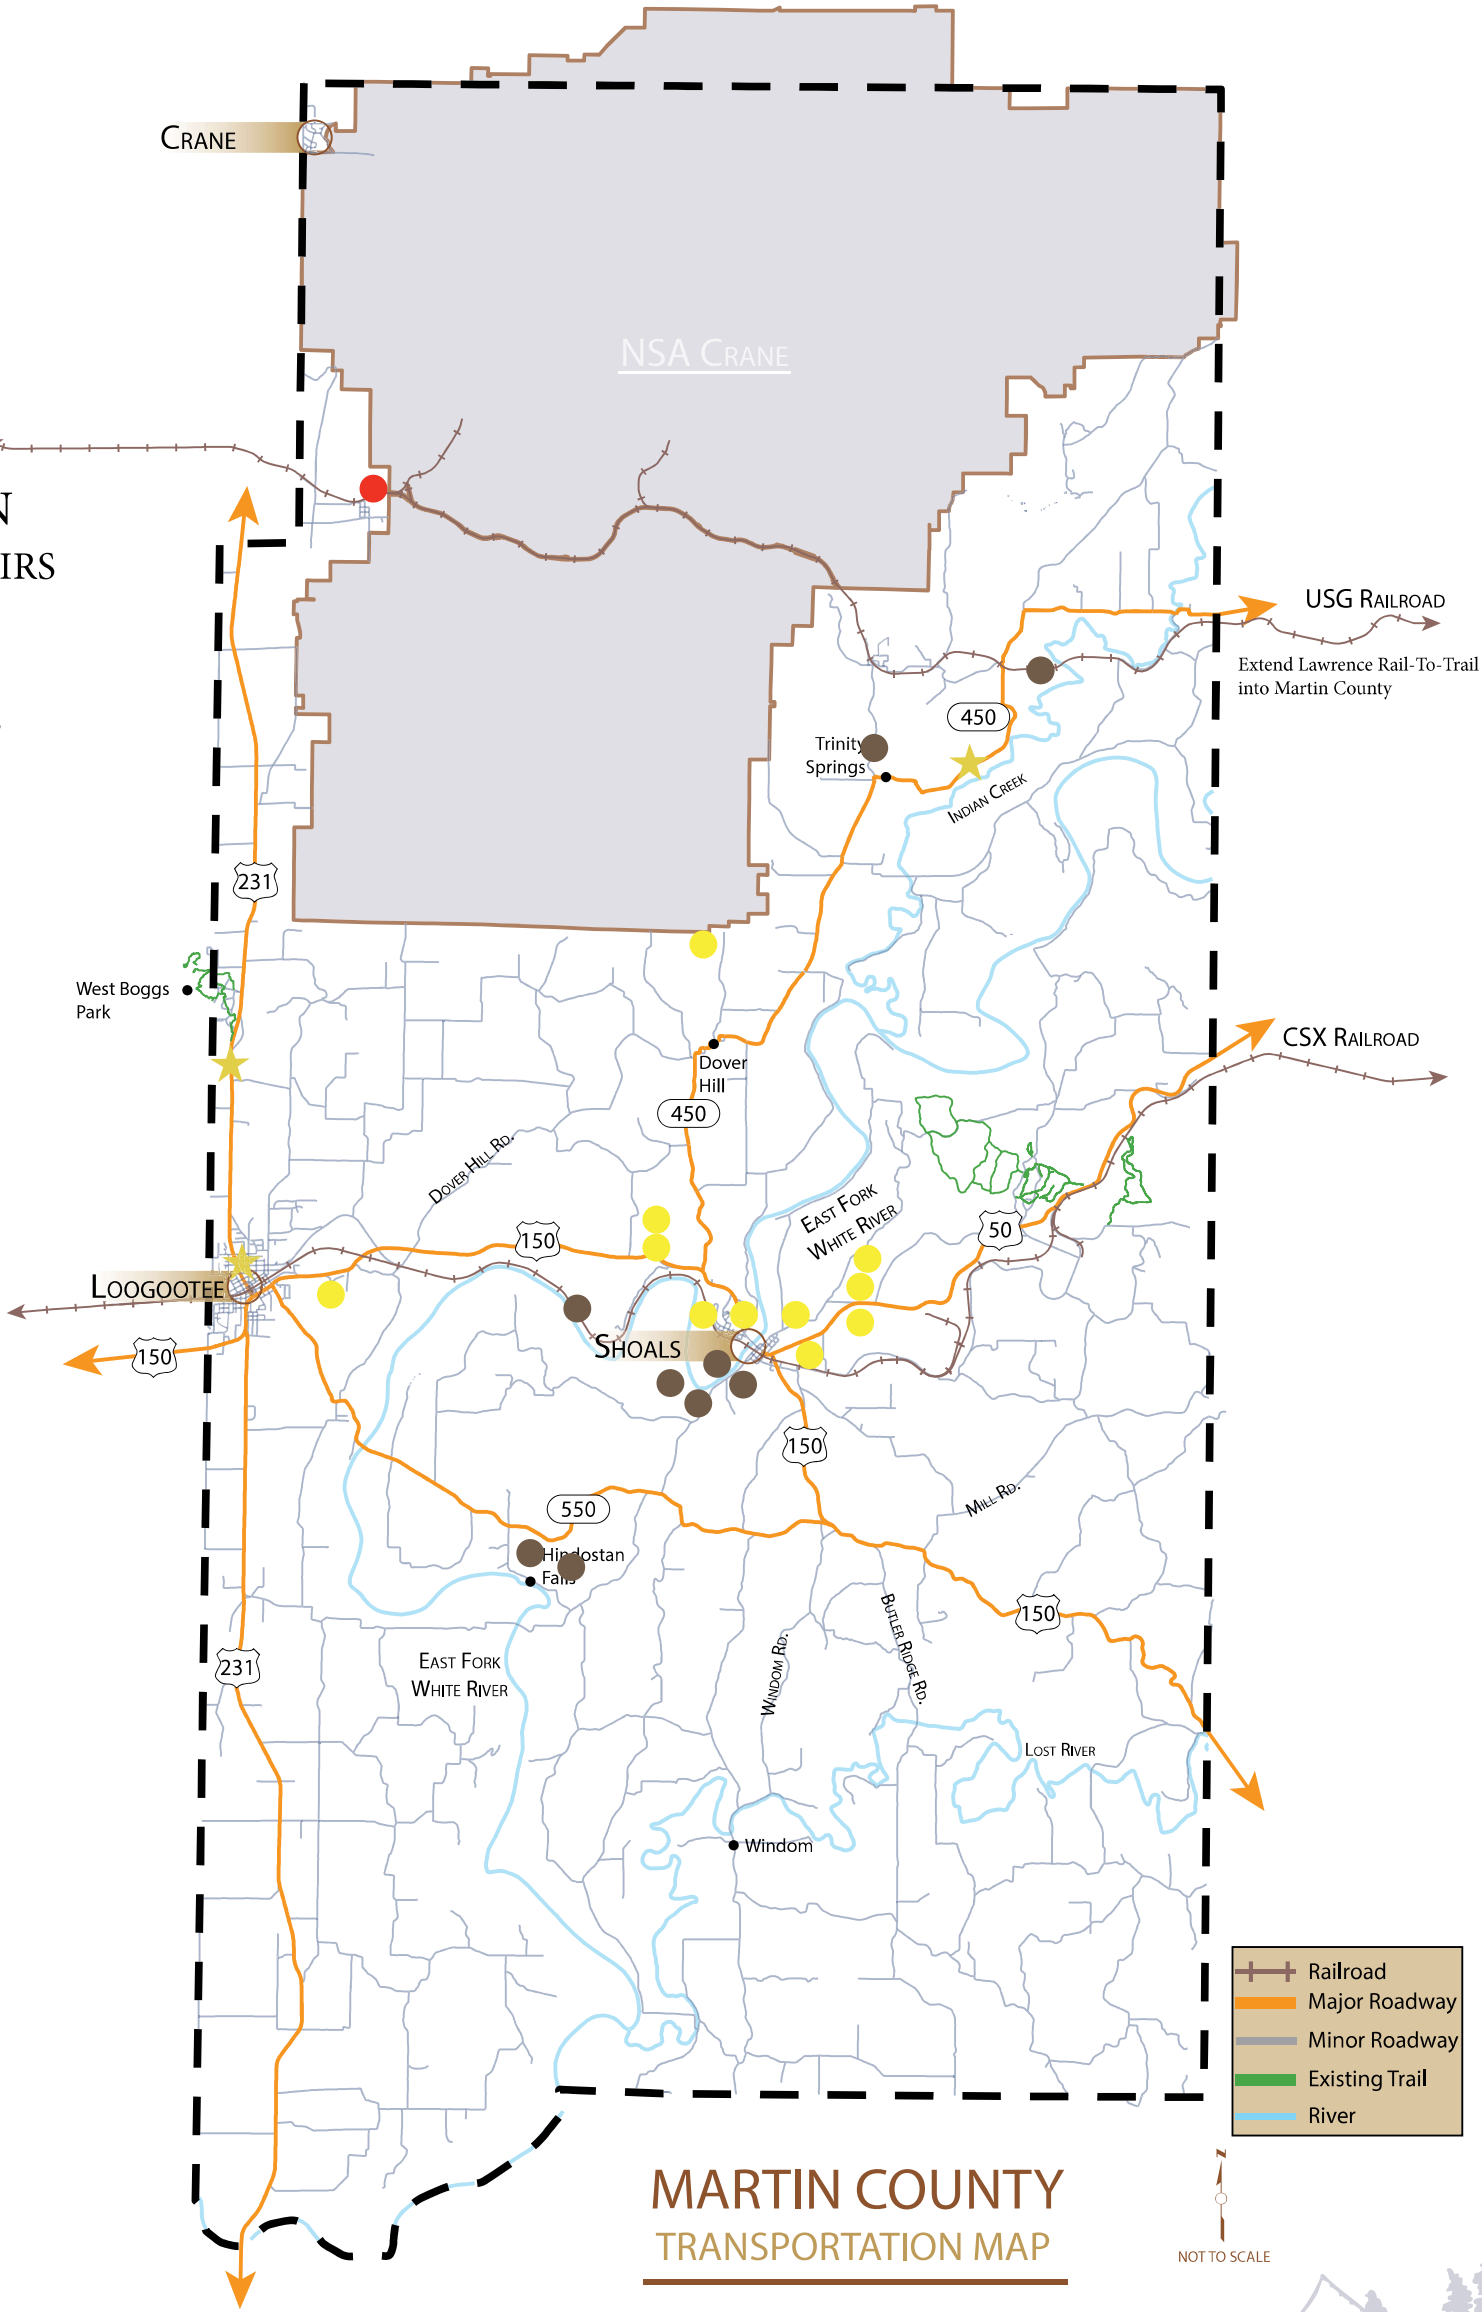 CRANE
NSA CRANE
N
IRS
USG RAILROAD
Extend Lawrence Rail-To-Trail
into Martin County
450
Trinity
Springs
INDIAN CREEK
231
West Boggs
Park
CSX RAILROAD
Dover
Hill
450
DOVER HILL RD.
EAST FORK
WHITE RIVER
50
150
LOOGOOTEE
150
SHOALS
150
MILL RD.
550
Hindostan
Falls
150
BUTLER RIDGE RD.
WINDOM RD.
EAST FORK
WHITE RIVER
231
LOST RIVER
Windom
Railroad
Major Roadway
Minor Roadway
Existing Trail
River
MARTIN COUNTY
TRANSPORTATION MAP
N
NOT TO SCALE